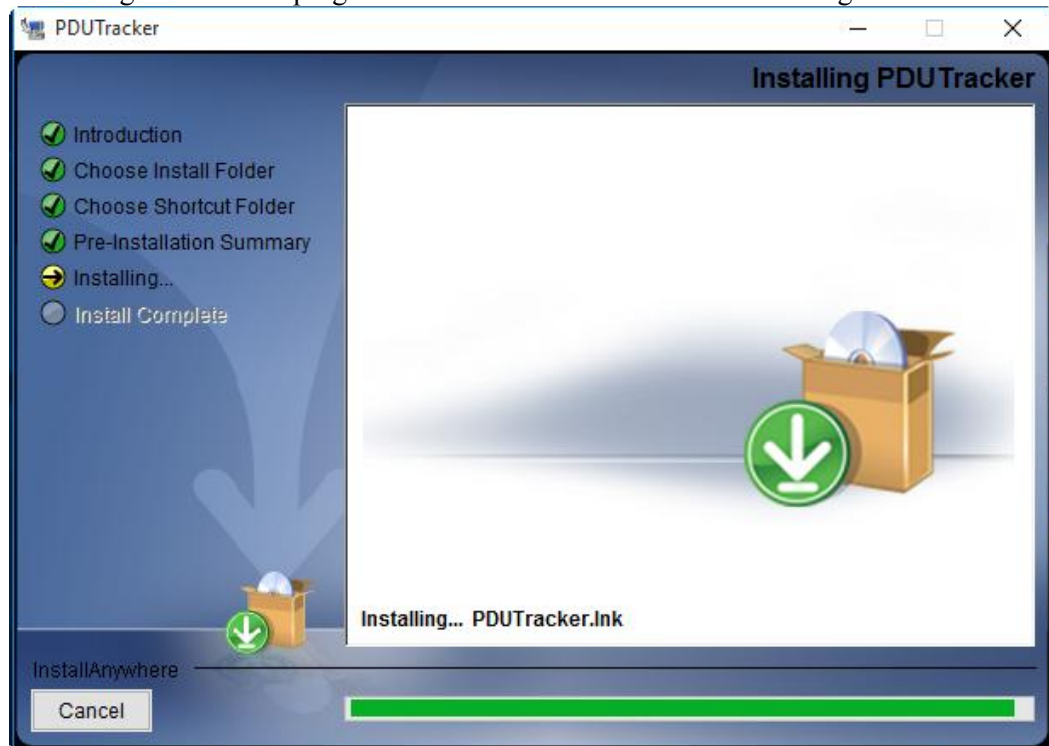 PDUTracker
Installing PDUTracker
Introduction
Choose Install Folder
Choose Shortcut Folder
Pre-Installation Summary
Installing...
Install Complete
Installing... PDUTracker.lnk
InstallAnywhere
Cancel